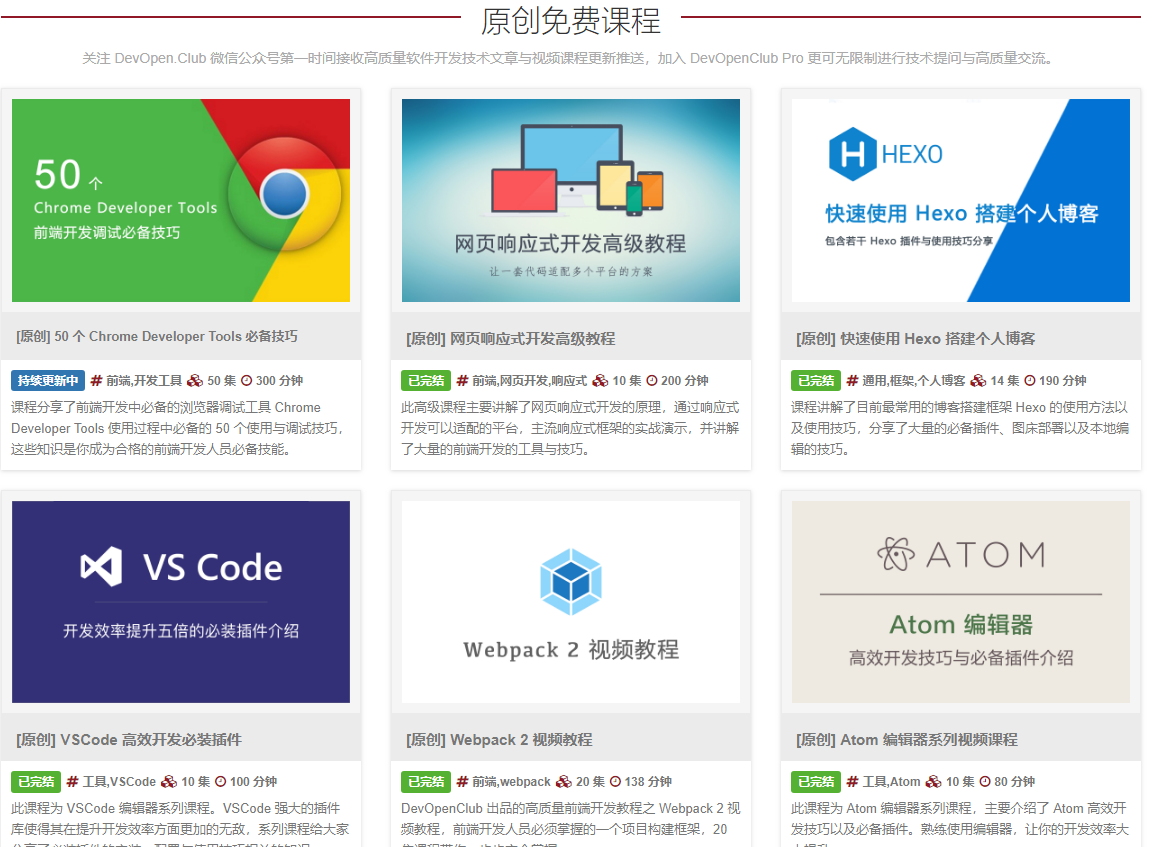 原创免费课程
关注 DevOpen.Club 微信公众号第一时间接收高质量软件开发技术文章与视频课程更新推送，加入 DevOpenClub Pro 更可无限制进行技术提问与高质量交流。
50 个
Chrome Developer Tools
前端开发调试必备技巧
[原创] 50 个 Chrome Developer Tools 必备技巧
持续更新中 # 前端,开发工具 50 集 300 分钟
课程分享了前端开发中必备的浏览器调试工具 Chrome
Developer Tools 使用过程中必备的 50 个使用与调试技巧，
这些知识是你成为合格的前端开发人员必备技能。
网页响应式开发高级教程
让一套代码适配多个平台的方案
[原创] 网页响应式开发高级教程
已完结 # 前端,网页开发,响应式 10 集 200 分钟
此高级课程主要讲解了网页响应式开发的原理，通过响应式
开发可以适配的平台，主流响应式框架的实战演示，并讲解
了大量的前端开发的工具与技巧。
HEXO
快速使用 Hexo 搭建个人博客
包含若干 Hexo 插件与使用技巧分享
[原创] 快速使用 Hexo 搭建个人博客
已完结 # 通用,框架,个人博客 14 集 190 分钟
课程讲解了目前最常用的博客搭建框架 Hexo 的使用方法以
及使用技巧，分享了大量的必备插件、图床部署以及本地编
辑的技巧。
VS Code
开发效率提升五倍的必装插件介绍
[原创] VSCode 高效开发必装插件
已完结 # 工具,VSCode 10 集 100 分钟
此课程为 VSCode 编辑器系列课程。VSCode 强大的插件
库使得其在提升开发效率方面更加的无敌，系列课程给大家
Webpack 2 视频教程
[原创] Webpack 2 视频教程
已完结 # 前端,webpack 20 集 138 分钟
DevOpenClub 出品的高质量前端开发教程之 Webpack 2 视
频教程，前端开发人员必须掌握的一个项目构建框架，20
ATOM
Atom 编辑器
高效开发技巧与必备插件介绍
[原创] Atom 编辑器系列视频课程
已完结 # 工具,Atom 10 集 80 分钟
此课程为 Atom 编辑器系列课程，主要介绍了 Atom 高效开
发技巧以及必备插件。熟练使用编辑器，让你的开发效率大